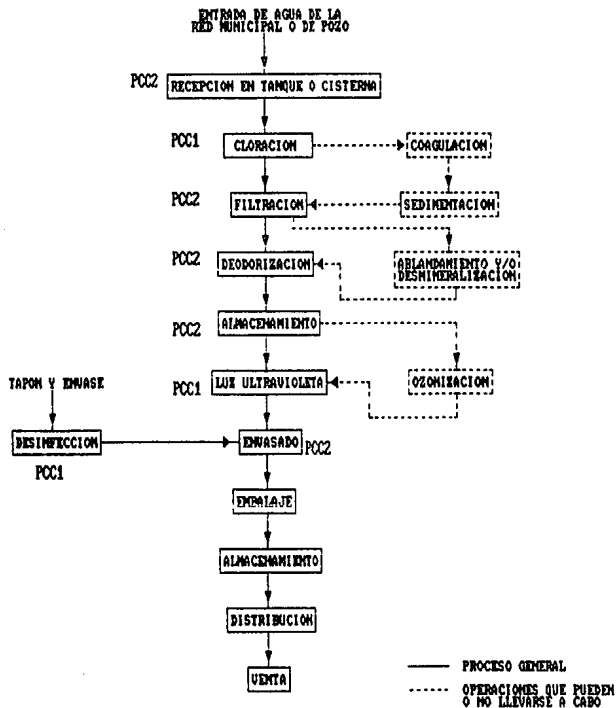 ENTRADA DE AGUA DE LA
RED MUNICIPAL O DE POZO
PCC2
RECEPCION EN TANQUE O CISTERNA
PCC1
CLORACION
COAGULACION
PCC2
FILTRACION
SEDIMENTACION
PCC2
DEODORIZACION
ABLANDAMIENTO Y/O
DESMIMERALIZACION
PCC2
ALMACENAMIENTO
PCC1
LUZ ULTRAVIOLETA
OZONIZACION
TAPON Y ENVASE
DESINFECCION
PCC1
ENVASADO
PCC2
EMBALAJE
ALMACENAMIENTO
DISTRIBUCION
VENTA
PROCESO GENERAL
OPERACIONES QUE PUEDEN
O NO LLEVARSE A CABO